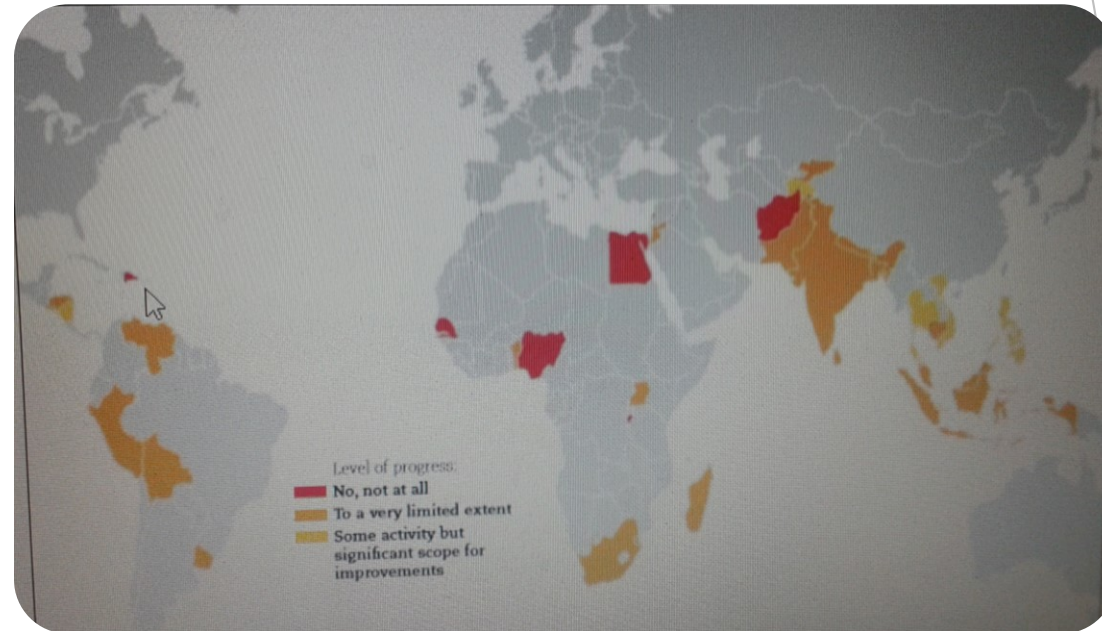 Level of progress:
No, not at all
To a very limited extent
Some activity but
significant scope for
improvements